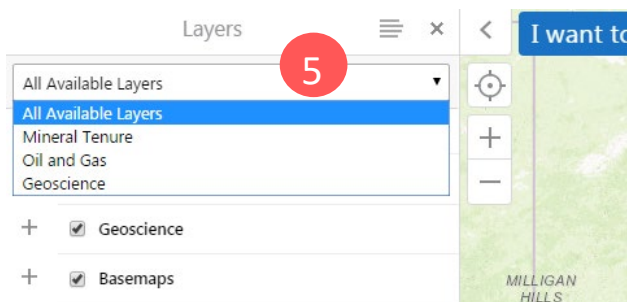 Layers
I want to
5
All Available Layers
All Available Layers
Mineral Tenure
Oil and Gas
Geoscience
Geoscience
Basemaps
MILLIGAN
HILLS